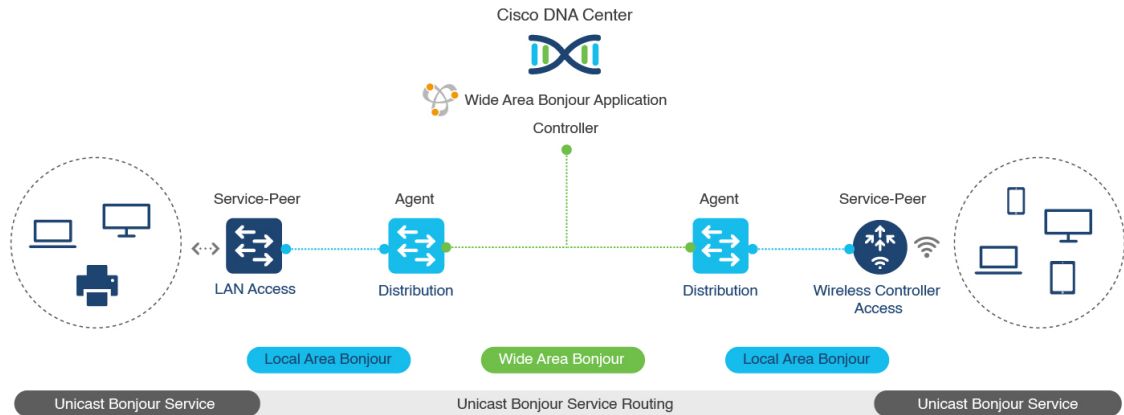 Cisco DNA Center
Wide Area Bonjour Application
Controller
Service-Peer
Agent
Agent
Service-Peer
LAN Access
Distribution
Distribution
Wireless Controller
Access
Local Area Bonjour
Wide Area Bonjour
Local Area Bonjour
Unicast Bonjour Service
Unicast Bonjour Service Routing
Unicast Bonjour Service